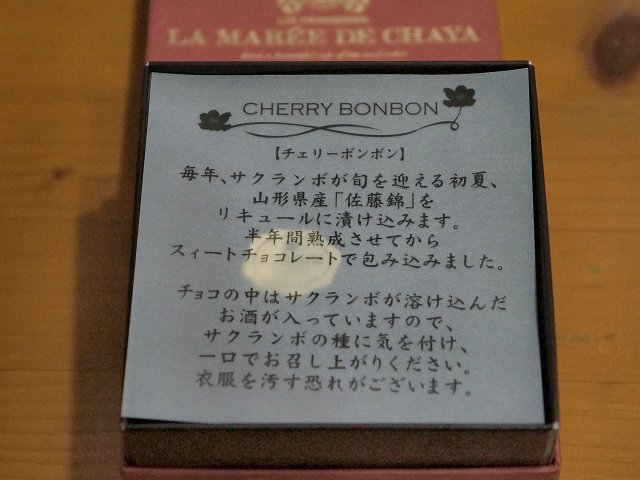 LES PATISSERIES
LA MARÉE DE CHAYA
CHERRY BONBON
【チェリーボンボン】
毎年、サクランボが旬を迎える初夏、
山形県産「佐藤錦」を
リキュールに漬け込みます。
半年間熟成させてから
スィートチョコレートで包み込みました。
チョコの中はサクランボが溶け込んだ
お酒が入っていますので、
サクランボの種に気を付け、
一口でお召し上がりください。
衣服を汚す恐れがございます。